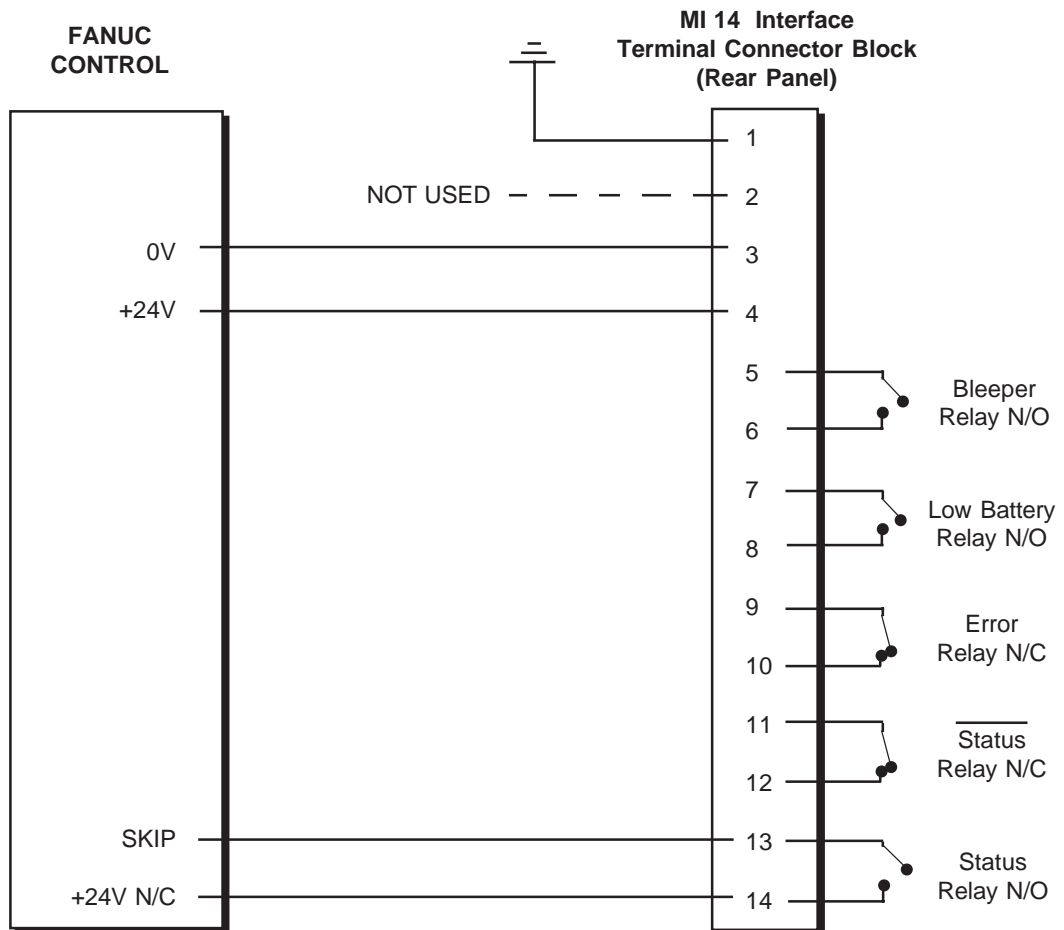 FANUC
CONTROL
MI 14 Interface
Terminal Connector Block
(Rear Panel)
1
NOT USED
2
0V
3
+24V
4
5
6
Bleeper
Relay N/O
7
8
Low Battery
Relay N/O
9
10
Error
Relay N/C
11
12
Status
Relay N/C
SKIP
13
+24V N/C
14
Status
Relay N/O